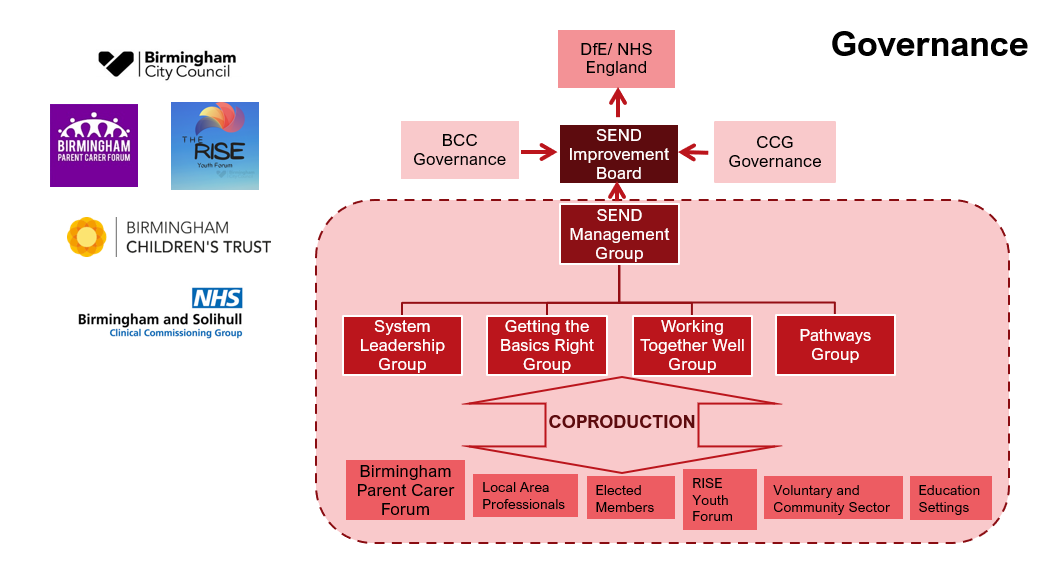 Governance
Birmingham
City Council
BIRMINGHAM
PARENT CARER FORUM
THE
RISE
Youth Forum
BIRMINGHAM
CHILDREN'S TRUST
NHS
Birmingham and Solihull
Clinical Commissioning Group
DfE/ NHS
England
BCC
Governance
SEND
Improvement
Board
CCG
Governance
SEND
Management
Group
System
Leadership
Group
Getting the
Basics Right
Group
Working
Together Well
Group
Pathways
Group
COPRODUCTION
Birmingham
Parent Carer
Forum
Local Area
Professionals
Elected
Members
RISE
Youth
Forum
Voluntary and
Community Sector
Education
Settings